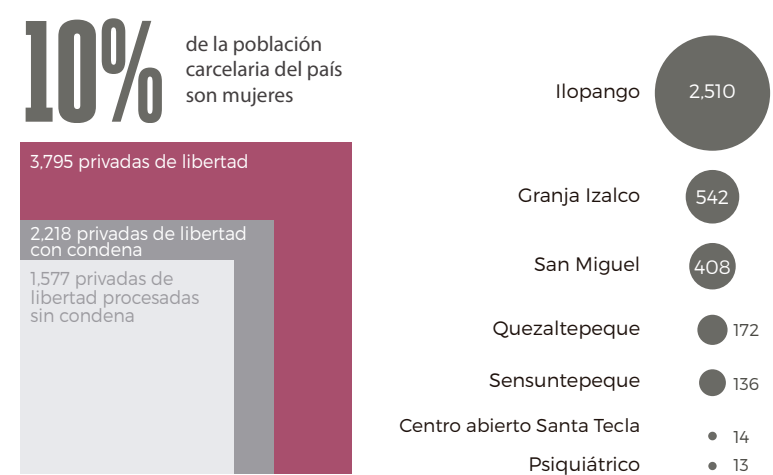 10%
de la población
carcelaria del país
son mujeres
3,795 privadas de libertad
2,218 privadas de libertad
con condena
1,577 privadas de
libertad procesadas
sin condena
Ilopango 2,510
Granja Izalco 542
San Miguel 408
Quezaltepeque 172
Sensuntepeque 136
Centro abierto Santa Tecla 14
Psiquiátrico 13